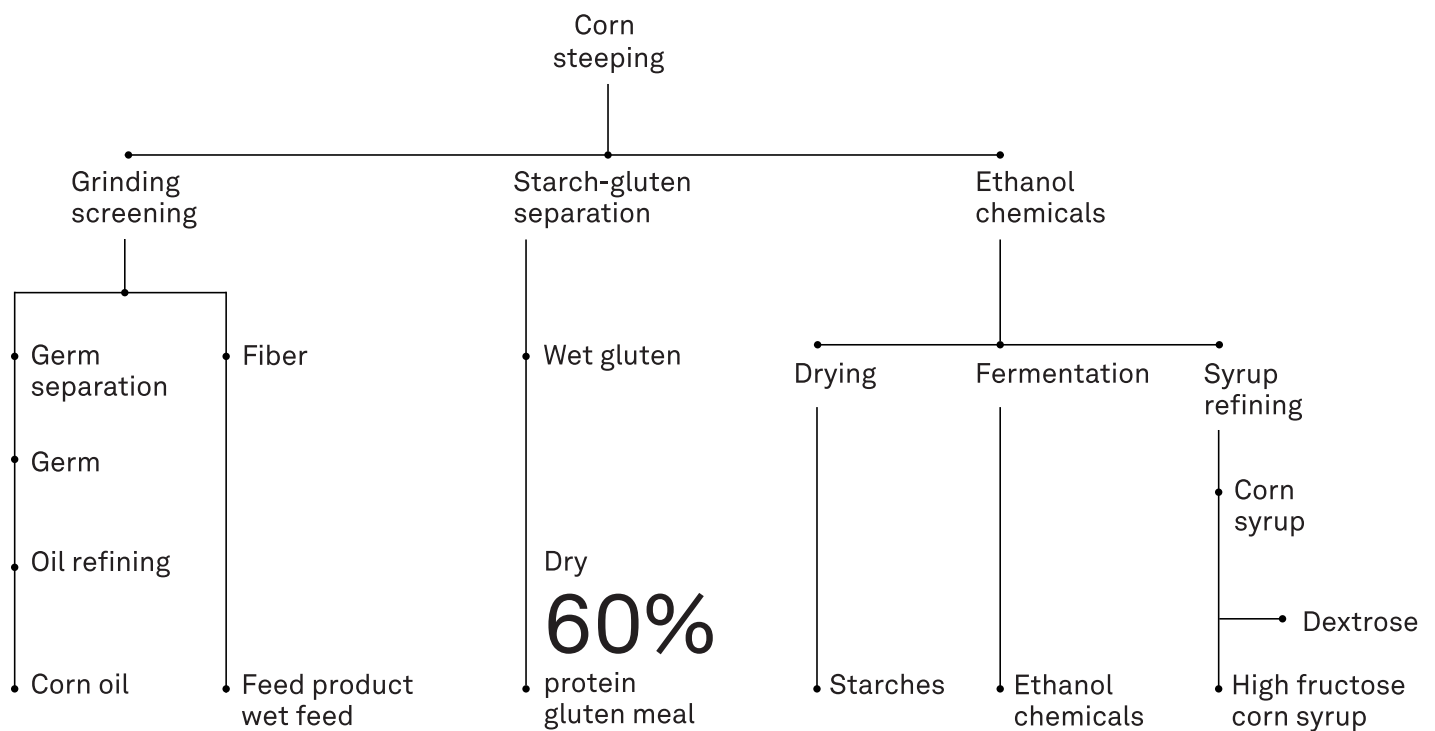 Corn
steeping
Grinding
screening
Starch-gluten
separation
Ethanol
chemicals
Germ
separation
Fiber
Wet gluten
Drying
Fermentation
Syrup
refining
Germ
Corn
syrup
Oil refining
Dry
60%
protein
gluten meal
Dextrose
Corn oil
Feed product
wet feed
Starches
Ethanol
chemicals
High fructose
corn syrup